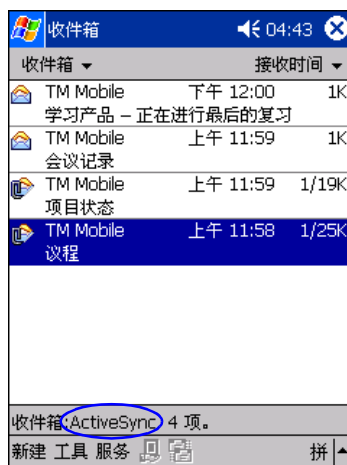 收件箱 04:43
收件箱 接收时间
TM Mobile 下午 12:00 1K
学习产品 – 正在进行最后的复习
TM Mobile 上午 11:59 1K
会议记录
TM Mobile 上午 11:59 1/19K
项目状态
TM Mobile 上午 11:58 1/25K
议程
收件箱:ActiveSync 4 项。
新建 工具 服务 拼